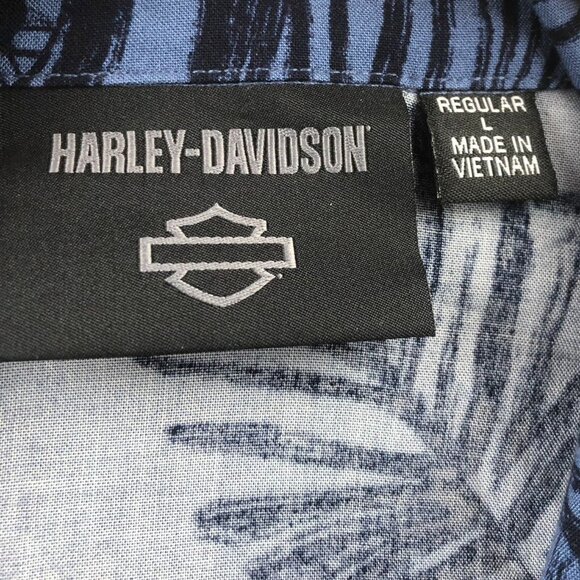 HARLEY-DAVIDSON
REGULAR
L
MADE IN
VIETNAM